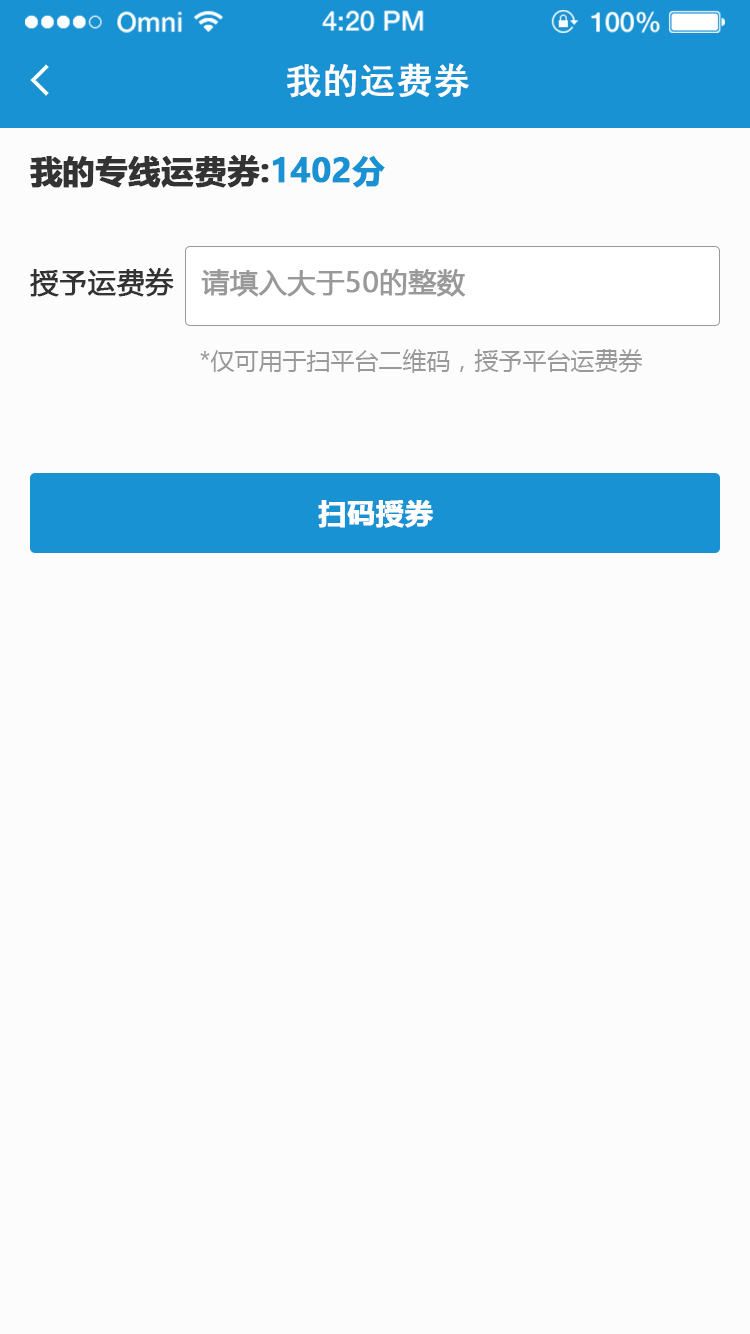 Omni 4:20 PM 100%
我的运费券
我的专线运费券:1402分
授予运费券 请填入大于50的整数
*仅可用于扫平台二维码，授予平台运费券
扫码授券